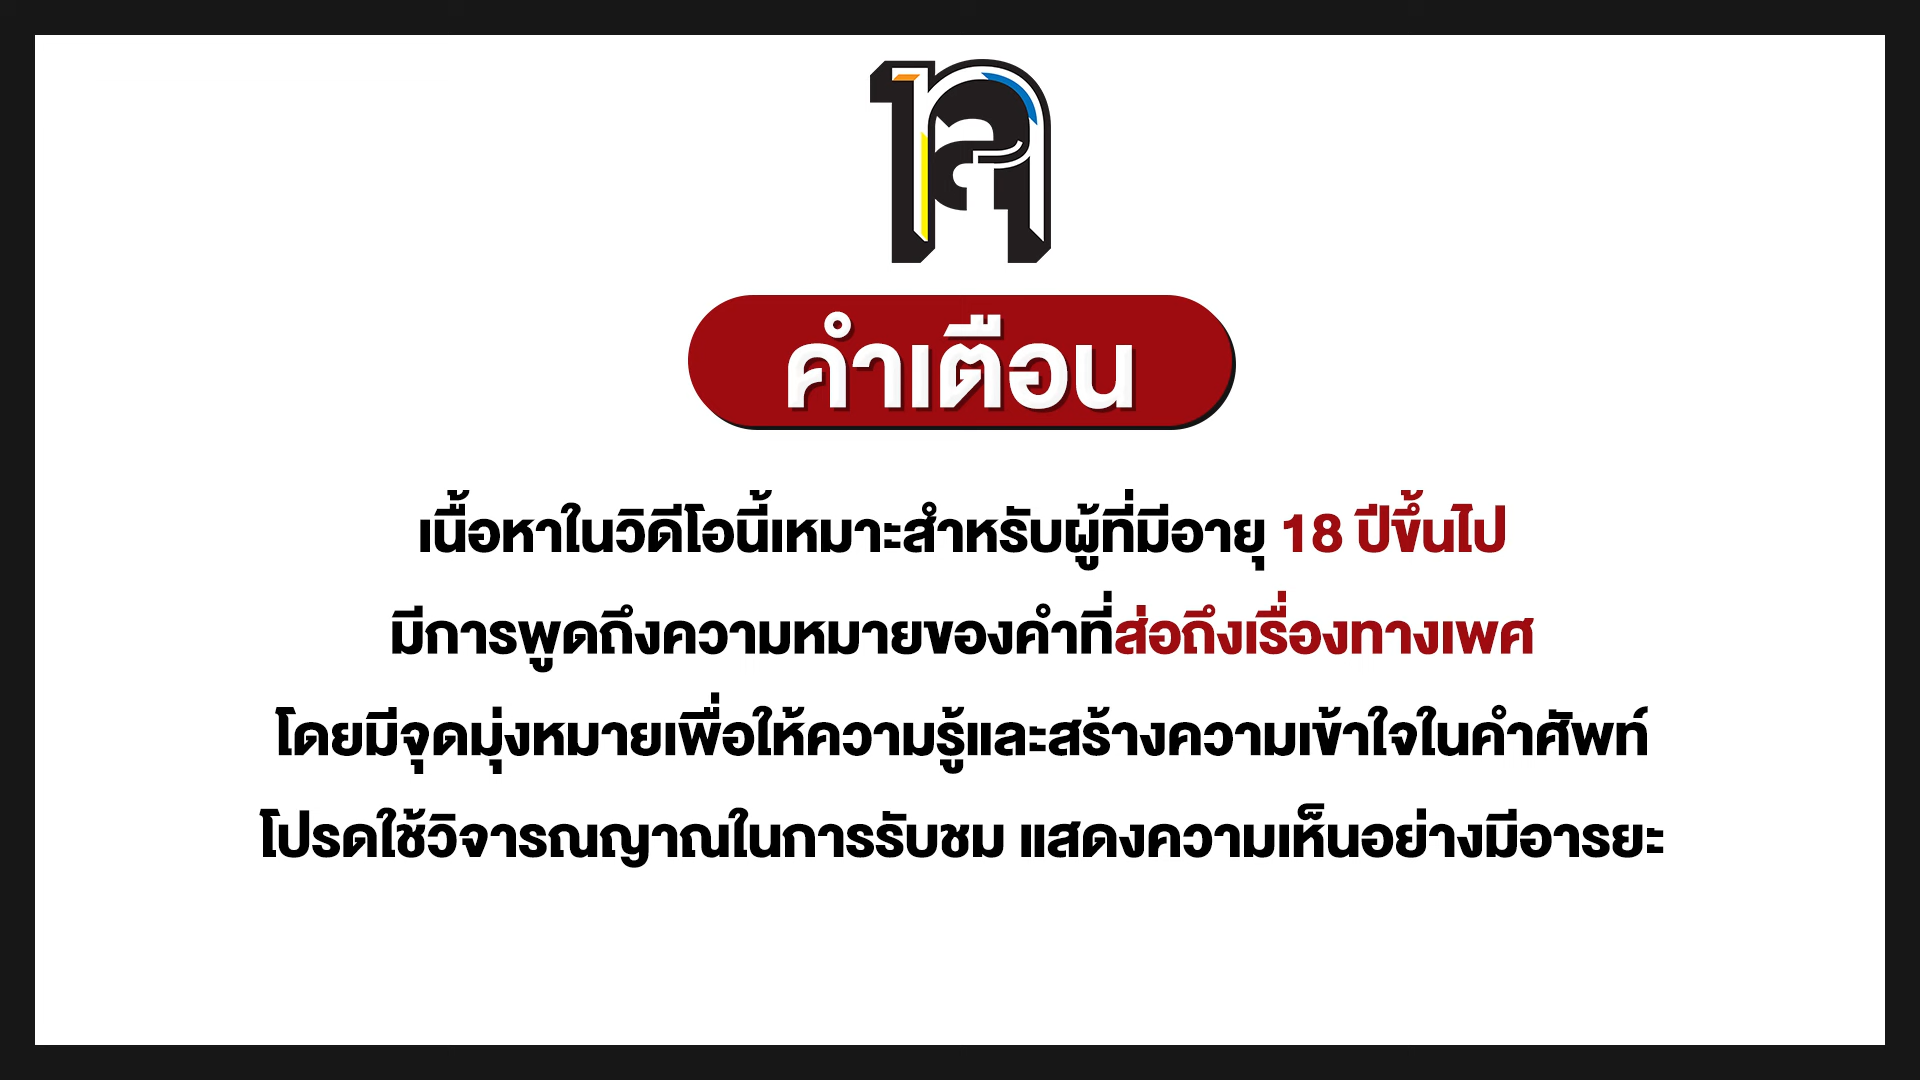 คำเตือน
เนื้อหาในวิดีโอนี้เหมาะสำหรับผู้ที่มีอายุ 18 ปีขึ้นไป
มีการพูดถึงความหมายของคำที่ส่อถึงเรื่องทางเพศ
โดยมีจุดมุ่งหมายเพื่อให้ความรู้และสร้างความเข้าใจในคำศัพท์
โปรดใช้วิจารณญาณในการรับชม แสดงความเห็นอย่างมีอารยะ